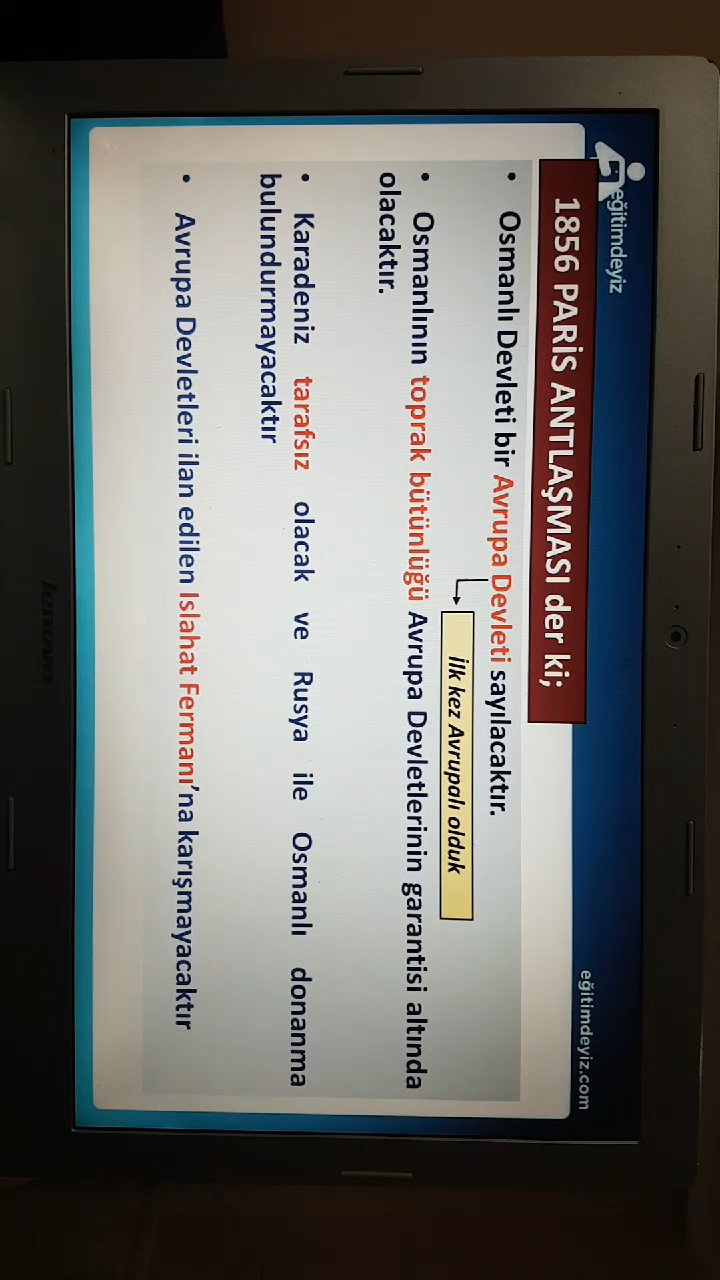 eğitimdeyiz
eğitimdeyiz.com
1856 PARİS ANTLAŞMASI der ki;
• Osmanlı Devleti bir Avrupa Devleti sayılacaktır.
İlk kez Avrupalı olduk
• Osmanlının toprak bütünlüğü Avrupa Devletlerinin garantisi altında
olacaktır.
• Karadeniz tarafsız olacak ve Rusya ile Osmanlı donanma
bulundurmayacaktır
• Avrupa Devletleri ilan edilen Islahat Fermanı'na karışmayacaktır
lenovo